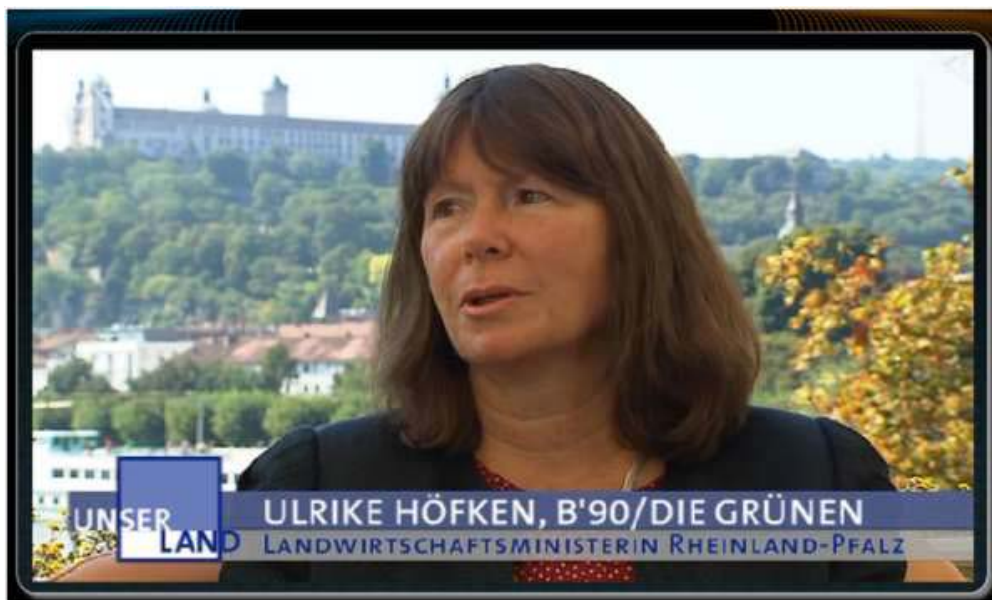 UNSER
LAND
ULRIKE HÖFKEN, B'90/DIE GRÜNEN
LANDWIRTSCHAFTSMINISTERIN RHEINLAND-PFALZ